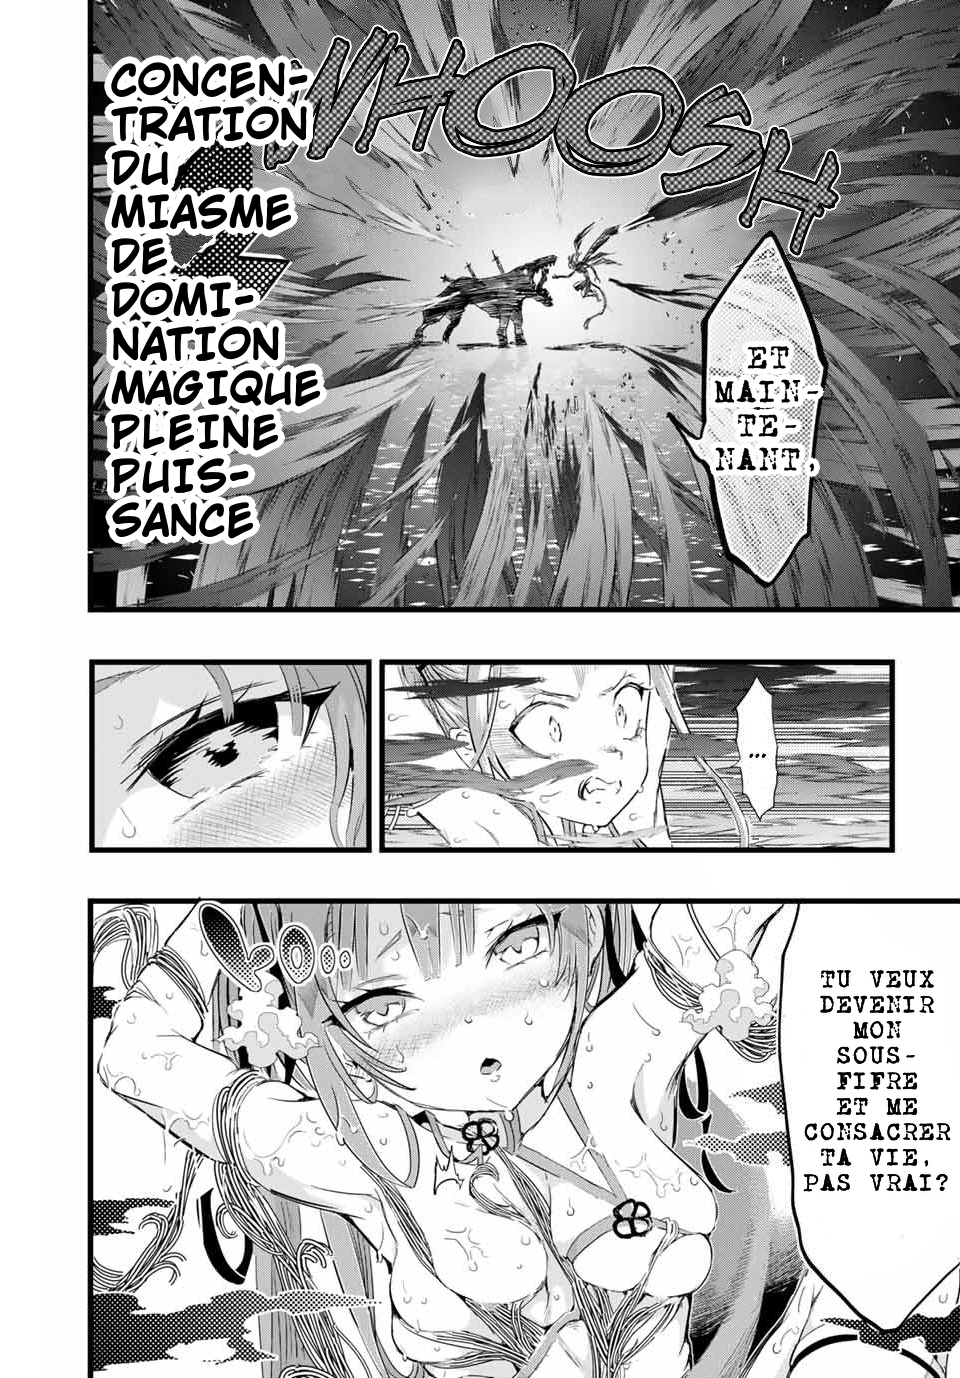 WHOOSH
CONCEN-
TRATION
DU
MIASME
DE
DOMI-
NATION
MAGIQUE
PLEINE
PUIS-
SANCE
ET
MAIN-
TE-
NANT,
...
TU VEUX
DEVENIR
MON
SOUS-
FIFRE
ET ME
CONSACRER
TA VIE,
PAS VRAI?